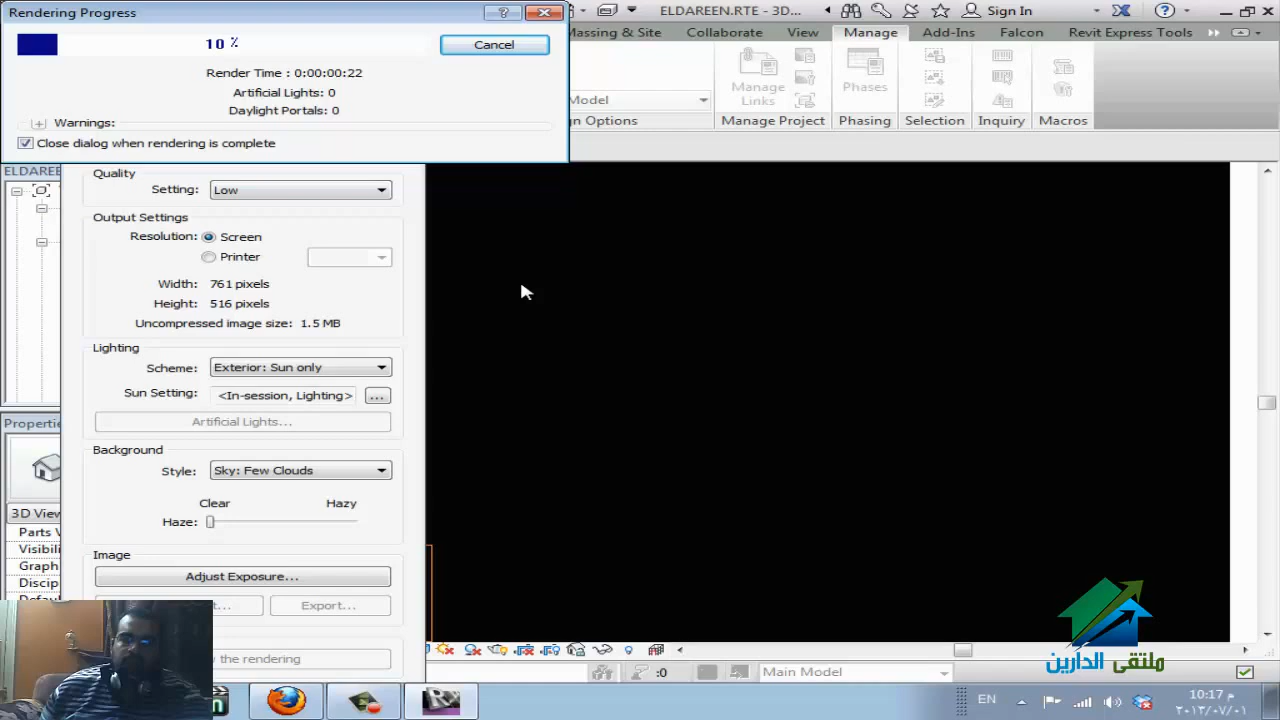 Rendering Progress
ELDAREEN.RTE - 3D...
Sign In
10 %
Cancel
Massing & Site
Collaborate
View
Manage
Add-Ins
Falcon
Revit Express Tools
Render Time : 0:00:00:22
Artificial Lights: 0
Daylight Portals: 0
Manage
Links
Phases
Model
Warnings:
Manage Project
Phasing
Selection
Inquiry
Macros
Close dialog when rendering is complete
ELDAREE
Quality
Setting: Low
Output Settings
Resolution: Screen
Printer
Width: 761 pixels
Height: 516 pixels
Uncompressed image size: 1.5 MB
Lighting
Scheme: Exterior: Sun only
Sun Setting: <In-session, Lighting> ...
Artificial Lights...
Properti
Background
Style: Sky: Few Clouds
Clear Hazy
Haze:
3D View
Parts V
Visibili
Graph
Discip
Image
Adjust Exposure...
Export...
the rendering
:0
Main Model
ملتقى الدارين
EN
10:17 م
٢٠١٣/٠٧/٠١